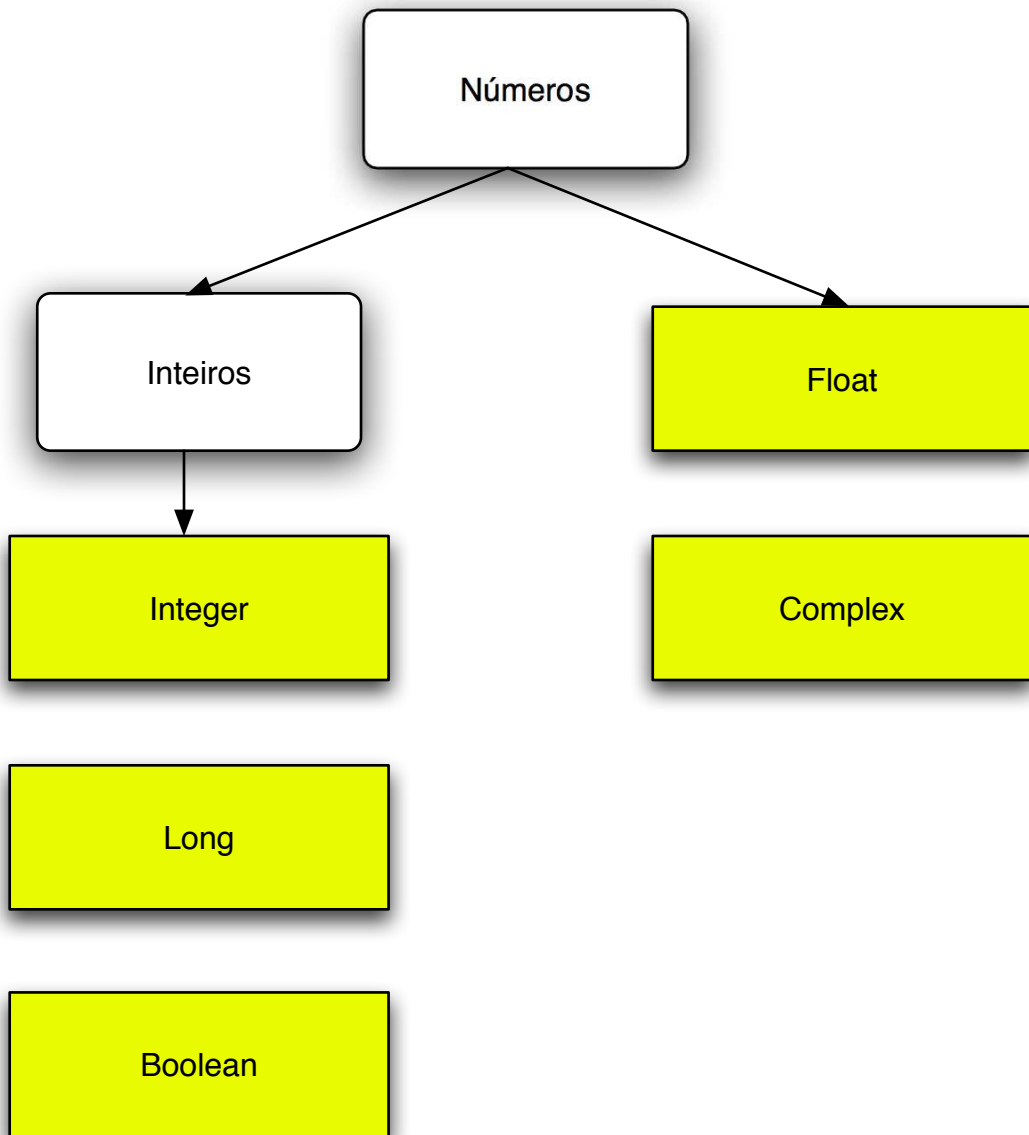 Números
Inteiros
Float
Integer
Complex
Long
Boolean